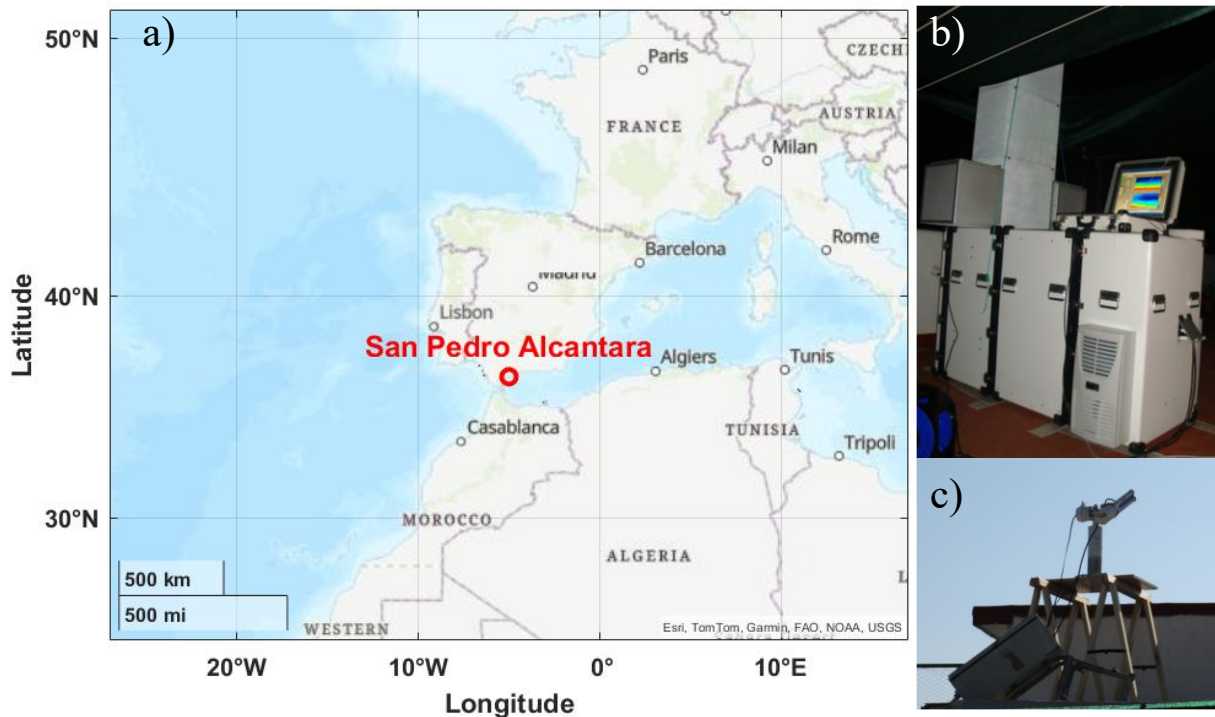 a)
50°N
40°N
30°N
Latitude
Paris
CZECH
FRANCE
AUSTRIA
Milan
Barcelona
Rome
Madrid
Lisbon
San Pedro Alcantara
Algiers
Tunis
Casablanca
TUNISIA
Tripoli
MOROCCO
ALGERIA
L
500 km
500 mi
WESTERN
Esri, TomTom, Garmin, FAO, NOAA, USGS
20°W
10°W
0°
10°E
Longitude
b)
c)